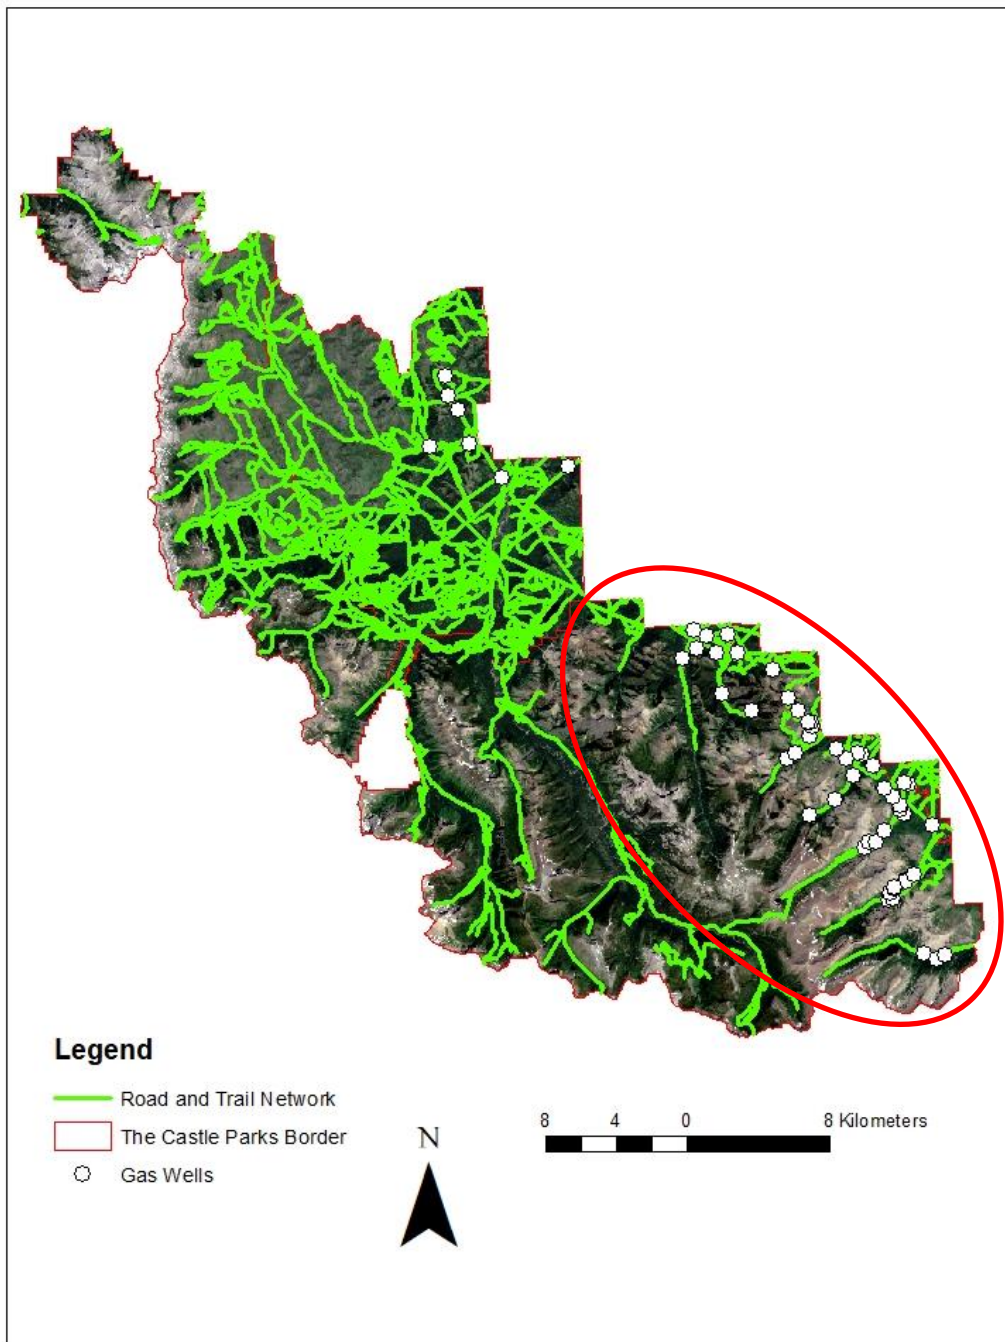 Legend
Road and Trail Network
The Castle Parks Border
Gas Wells
N
8 4 0 8 Kilometers